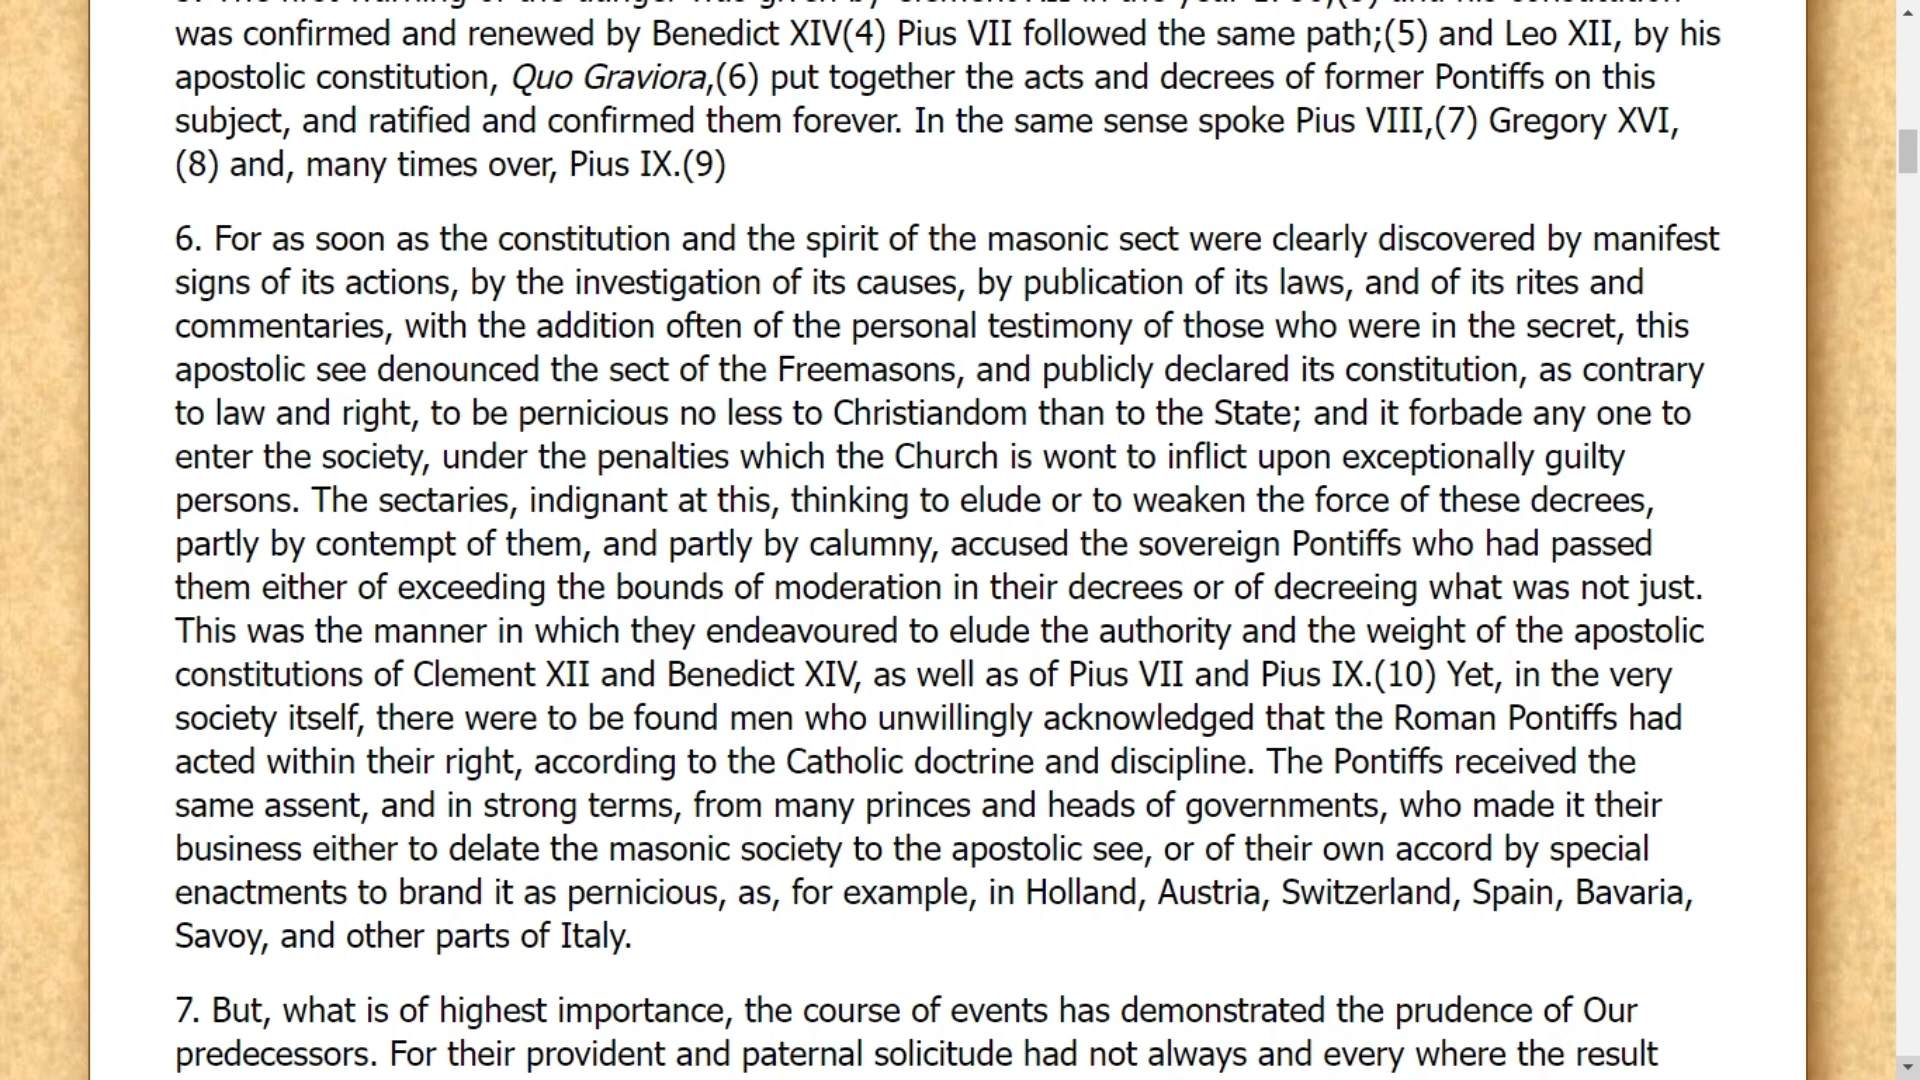 was confirmed and renewed by Benedict XIV(4) Pius VII followed the same path;(5) and Leo XII, by his
apostolic constitution, Quo Graviora,(6) put together the acts and decrees of former Pontiffs on this
subject, and ratified and confirmed them forever. In the same sense spoke Pius VIII,(7) Gregory XVI,
(8) and, many times over, Pius IX.(9)
6. For as soon as the constitution and the spirit of the masonic sect were clearly discovered by manifest
signs of its actions, by the investigation of its causes, by publication of its laws, and of its rites and
commentaries, with the addition often of the personal testimony of those who were in the secret, this
apostolic see denounced the sect of the Freemasons, and publicly declared its constitution, as contrary
to law and right, to be pernicious no less to Christiandom than to the State; and it forbade any one to
enter the society, under the penalties which the Church is wont to inflict upon exceptionally guilty
persons. The sectaries, indignant at this, thinking to elude or to weaken the force of these decrees,
partly by contempt of them, and partly by calumny, accused the sovereign Pontiffs who had passed
them either of exceeding the bounds of moderation in their decrees or of decreeing what was not just.
This was the manner in which they endeavoured to elude the authority and the weight of the apostolic
constitutions of Clement XII and Benedict XIV, as well as of Pius VII and Pius IX.(10) Yet, in the very
society itself, there were to be found men who unwillingly acknowledged that the Roman Pontiffs had
acted within their right, according to the Catholic doctrine and discipline. The Pontiffs received the
same assent, and in strong terms, from many princes and heads of governments, who made it their
business either to delate the masonic society to the apostolic see, or of their own accord by special
enactments to brand it as pernicious, as, for example, in Holland, Austria, Switzerland, Spain, Bavaria,
Savoy, and other parts of Italy.
7. But, what is of highest importance, the course of events has demonstrated the prudence of Our
predecessors. For their provident and paternal solicitude had not always and every where the result